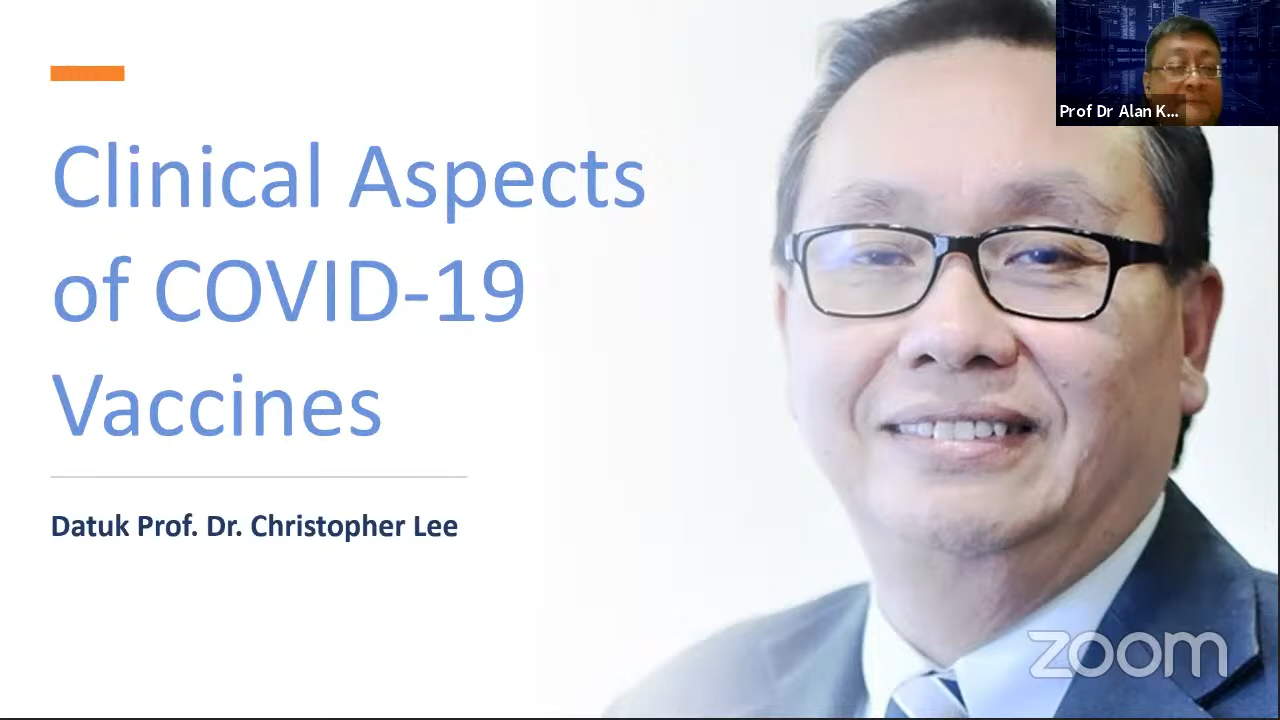 Clinical Aspects
of COVID-19
Vaccines
Datuk Prof. Dr. Christopher Lee
Prof Dr Alan K...
zoom